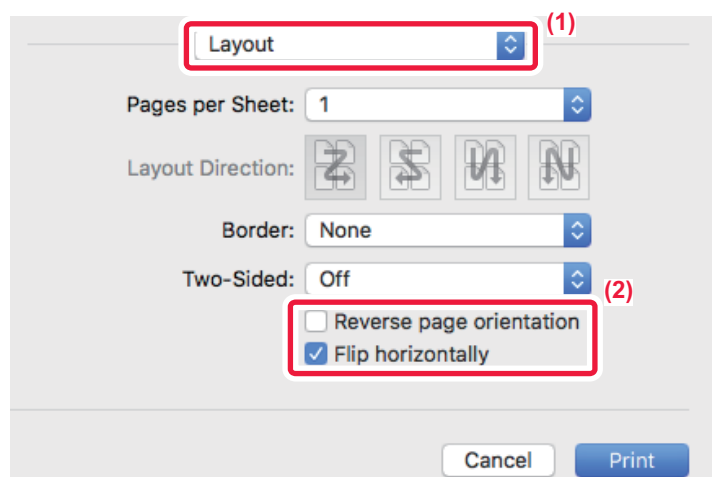 (1)
Layout
Pages per Sheet: 1
Layout Direction:
Border: None
Two-Sided: Off
(2)
Reverse page orientation
Flip horizontally
Cancel Print